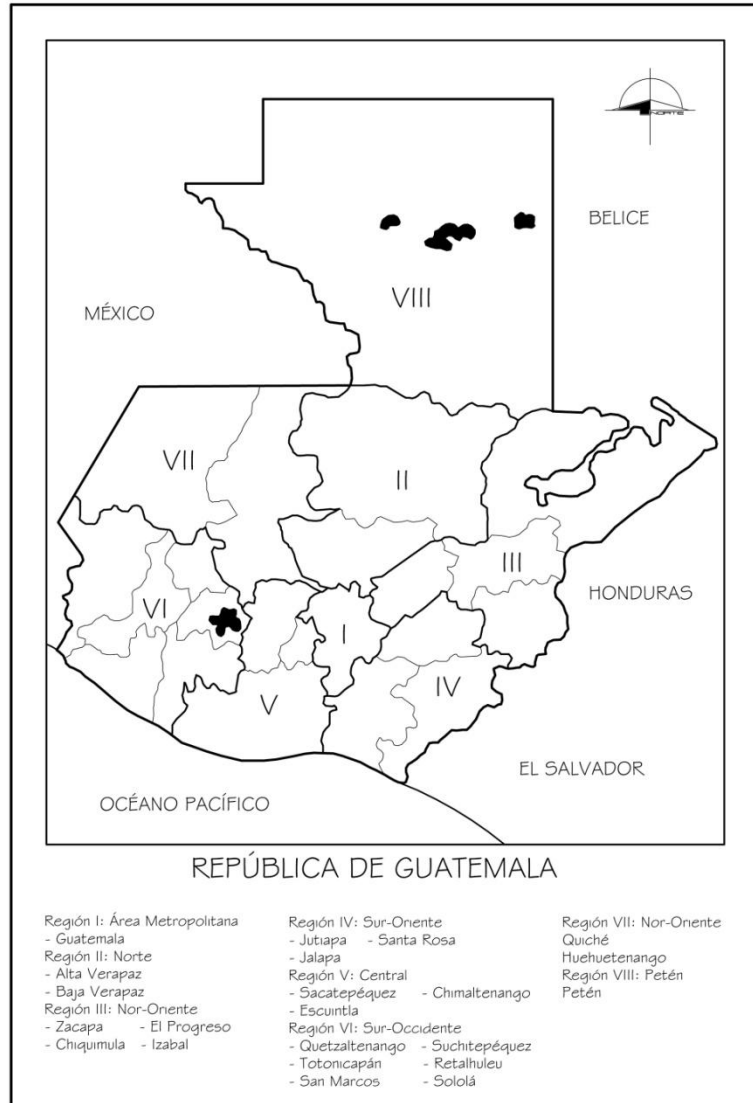 NORTE
BELICE
MÉXICO
VIII
VII
II
III
HONDURAS
VI
I
IV
V
EL SALVADOR
OCÉANO PACÍFICO
REPÚBLICA DE GUATEMALA
Región I: Área Metropolitana
- Guatemala
Región II: Norte
- Alta Verapaz
- Baja Verapaz
Región III: Nor-Oriente
- Zacapa - El Progreso
- Chiquimula - Izabal
Región IV: Sur-Oriente
- Jutiapa - Santa Rosa
- Jalapa
Región V: Central
- Sacatepéquez - Chimaltenango
- Escuintla
Región VI: Sur-Occidente
- Quetzaltenango - Suchitepéquez
- Totonicapán - Retalhuleu
- San Marcos - Sololá
Región VII: Nor-Oriente
Quiché
Huehuetenango
Región VIII: Petén
Petén